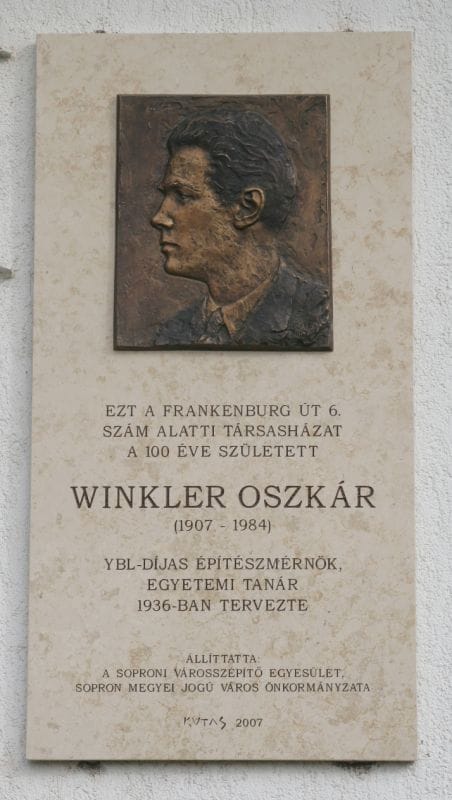 EZT A FRANKENBURG ÚT 6.
SZÁM ALATTI TÁRSASHÁZAT
A 100 ÉVE SZÜLETETT
WINKLER OSZKÁR
(1907 - 1984)
YBL-DÍJAS ÉPÍTÉSZMÉRNÖK,
EGYETEMI TANÁR
1936-BAN TERVEZTE
ÁLLÍTTATTA:
A SOPRONI VÁROSSZÉPÍTŐ EGYESÜLET,
SOPRON MEGYEI JOGÚ VÁROS ÖNKORMÁNYZATA
KUTAS 2007